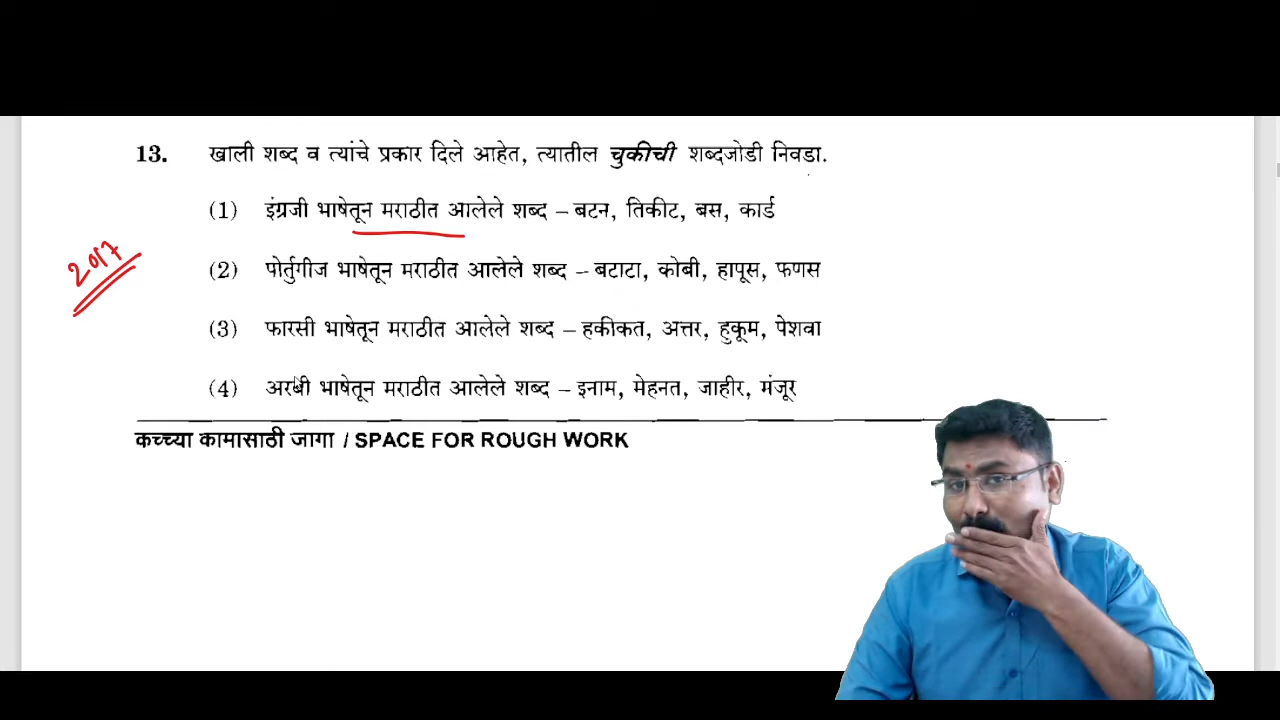 13. खाली शब्द व त्यांचे प्रकार दिले आहेत, त्यातील चुकीची शब्दजोडी निवडा.
(1) इंग्रजी भाषेतून मराठीत आलेले शब्द – बटन, तिकीट, बस, कार्ड
2017
(2) पोर्तुगीज भाषेतून मराठीत आलेले शब्द – बटाटा, कोबी, हापूस, फणस
(3) फारसी भाषेतून मराठीत आलेले शब्द – हकीकत, अत्तर, हुकूम, पेशवा
(4) अरबी भाषेतून मराठीत आलेले शब्द – इनाम, मेहनत, जाहीर, मंजूर
कच्च्या कामासाठी जागा / SPACE FOR ROUGH WORK